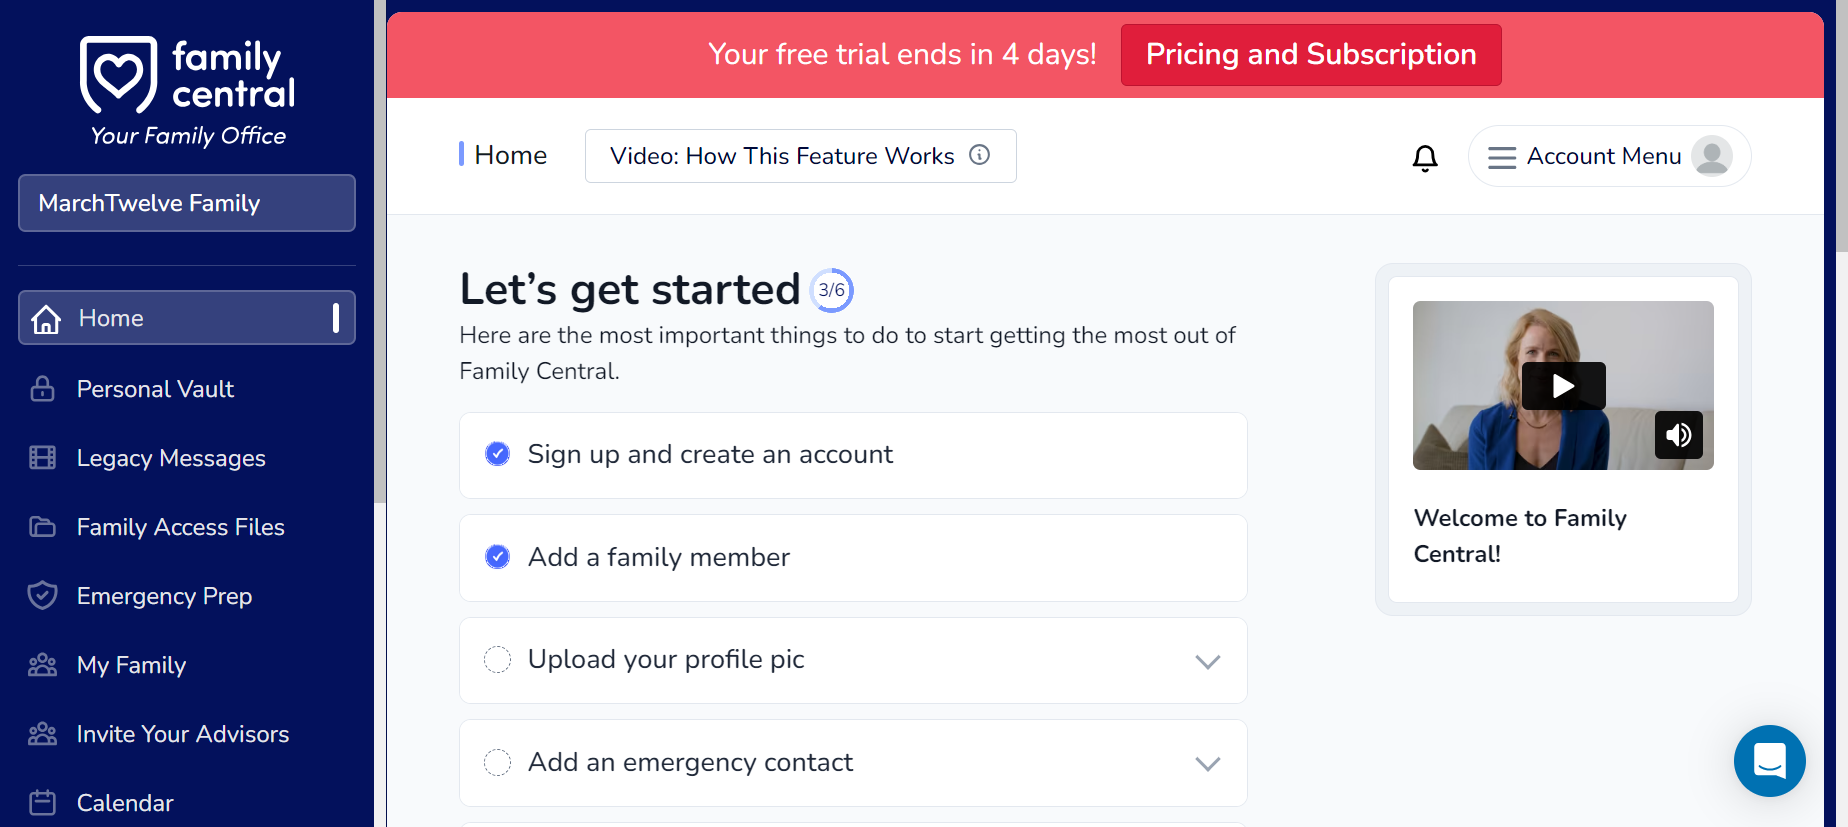 family
central
Your Family Office
MarchTwelve Family
Home
Personal Vault
Legacy Messages
Family Access Files
Emergency Prep
My Family
Invite Your Advisors
Calendar
Your free trial ends in 4 days!
Pricing and Subscription
Home
Video: How This Feature Works
Account Menu
Let’s get started
3/6
Here are the most important things to do to start getting the most out of
Family Central.
Sign up and create an account
Add a family member
Upload your profile pic
Add an emergency contact
Welcome to Family
Central!